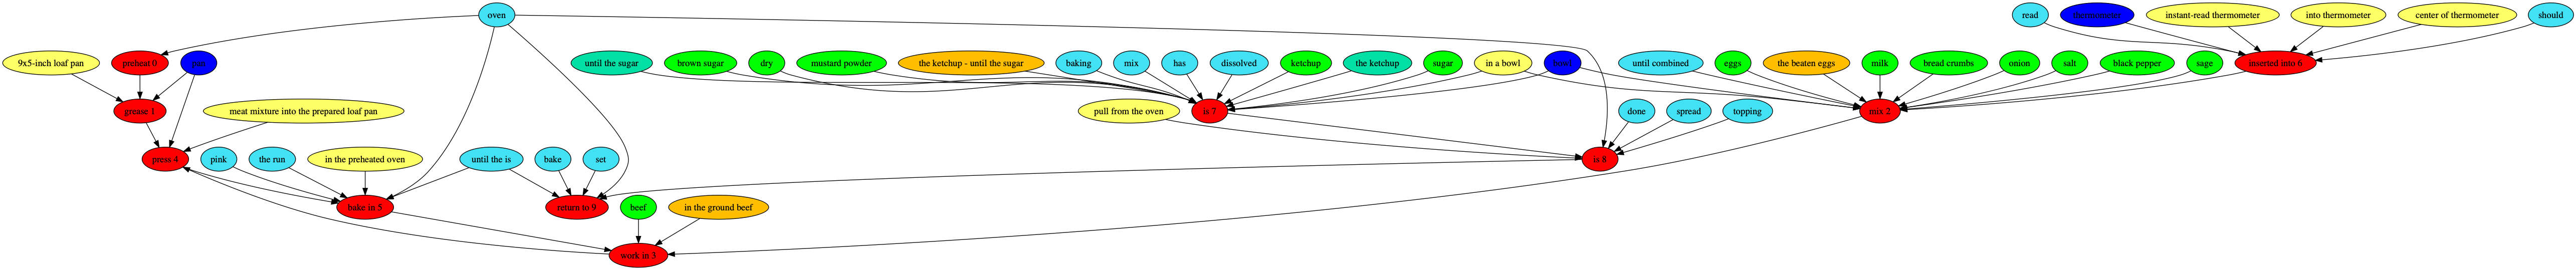 oven
read
thermometer
instant-read thermometer
into thermometer
center of thermometer
should
9x5-inch loaf pan
preheat 0
pan
until the sugar
brown sugar
dry
mustard powder
the ketchup - until the sugar
baking
mix
has
dissolved
ketchup
the ketchup
sugar
in a bowl
bowl
until combined
eggs
the beaten eggs
milk
bread crumbs
onion
salt
black pepper
sage
inserted into 6
grease 1
meat mixture into the prepared loaf pan
pull from the oven
is 7
done
spread
topping
mix 2
press 4
pink
the run
in the preheated oven
until the is
bake
set
is 8
bake in 5
return to 9
beef
in the ground beef
work in 3